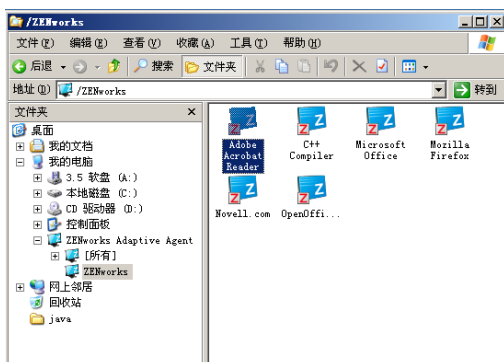 /ZENworks
文件(F) 编辑(E) 查看(V) 收藏(A) 工具(T) 帮助(H)
后退 搜索 文件夹
地址(D) /ZENworks 转到
文件夹
桌面
我的文档
我的电脑
3.5 软盘 (A:)
本地磁盘 (C:)
CD 驱动器 (D:)
控制面板
ZENworks Adaptive Agent
[所有]
ZENworks
网上邻居
回收站
java
Adobe Acrobat Reader
C++ Compiler
Microsoft Office
Morilla Firefox
Novell.com
OpenOffi...